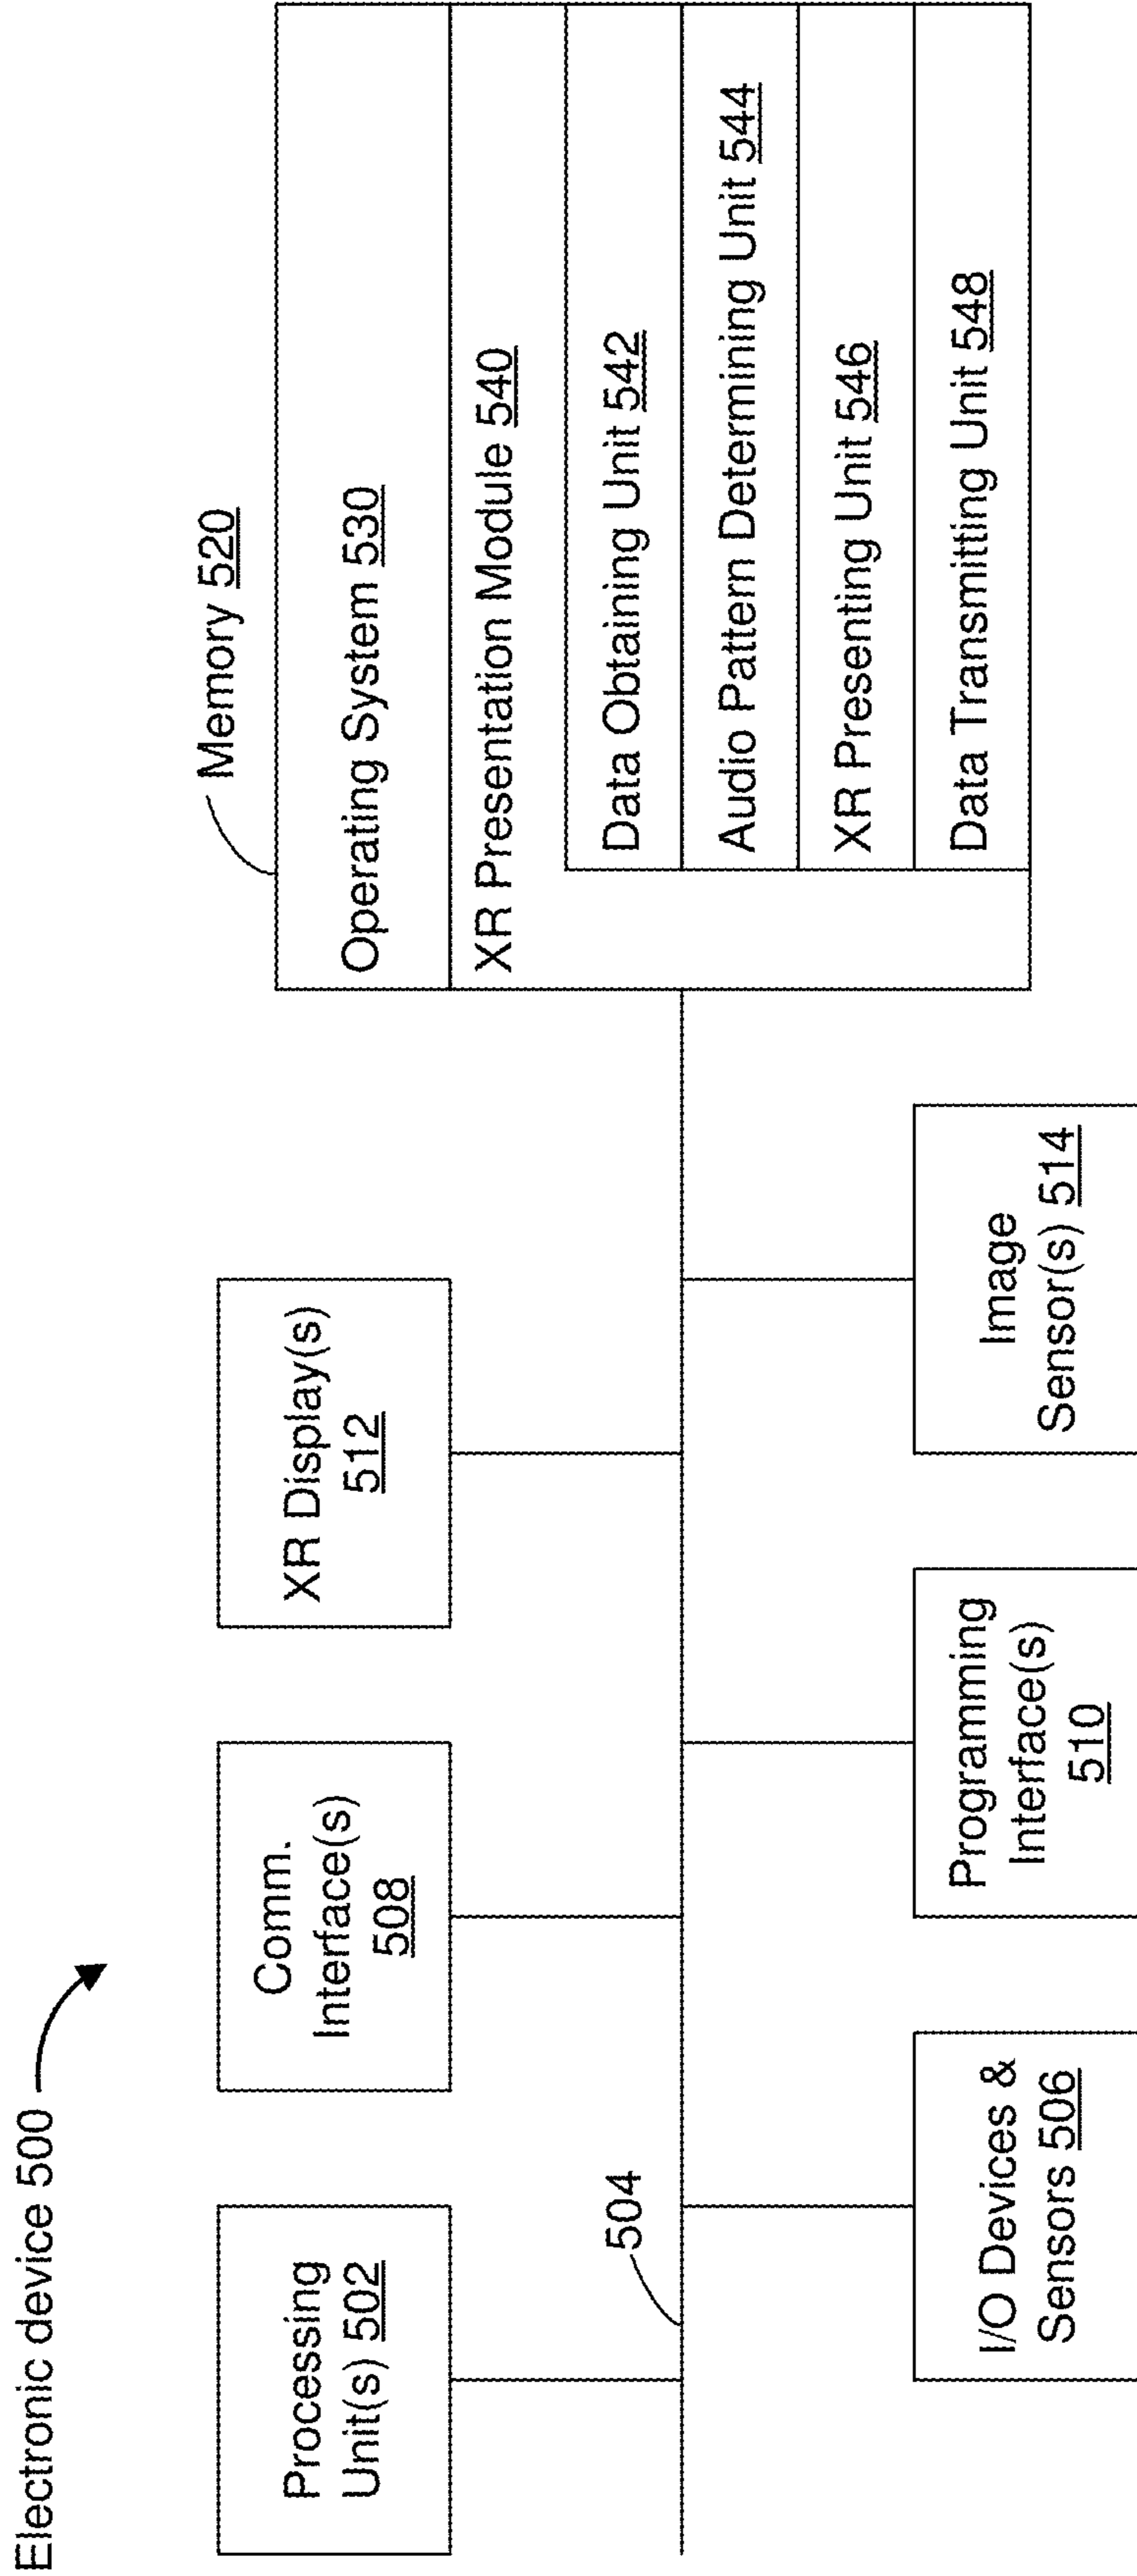 Electronic device 500
Processing
Unit(s) 502
Comm.
Interface(s)
508
XR Display(s)
512
Memory 520
Operating System 530
XR Presentation Module 540
Data Obtaining Unit 542
Audio Pattern Determining Unit 544
XR Presenting Unit 546
Data Transmitting Unit 548
504
I/O Devices &
Sensors 506
Programming
Interface(s)
510
Image
Sensor(s) 514